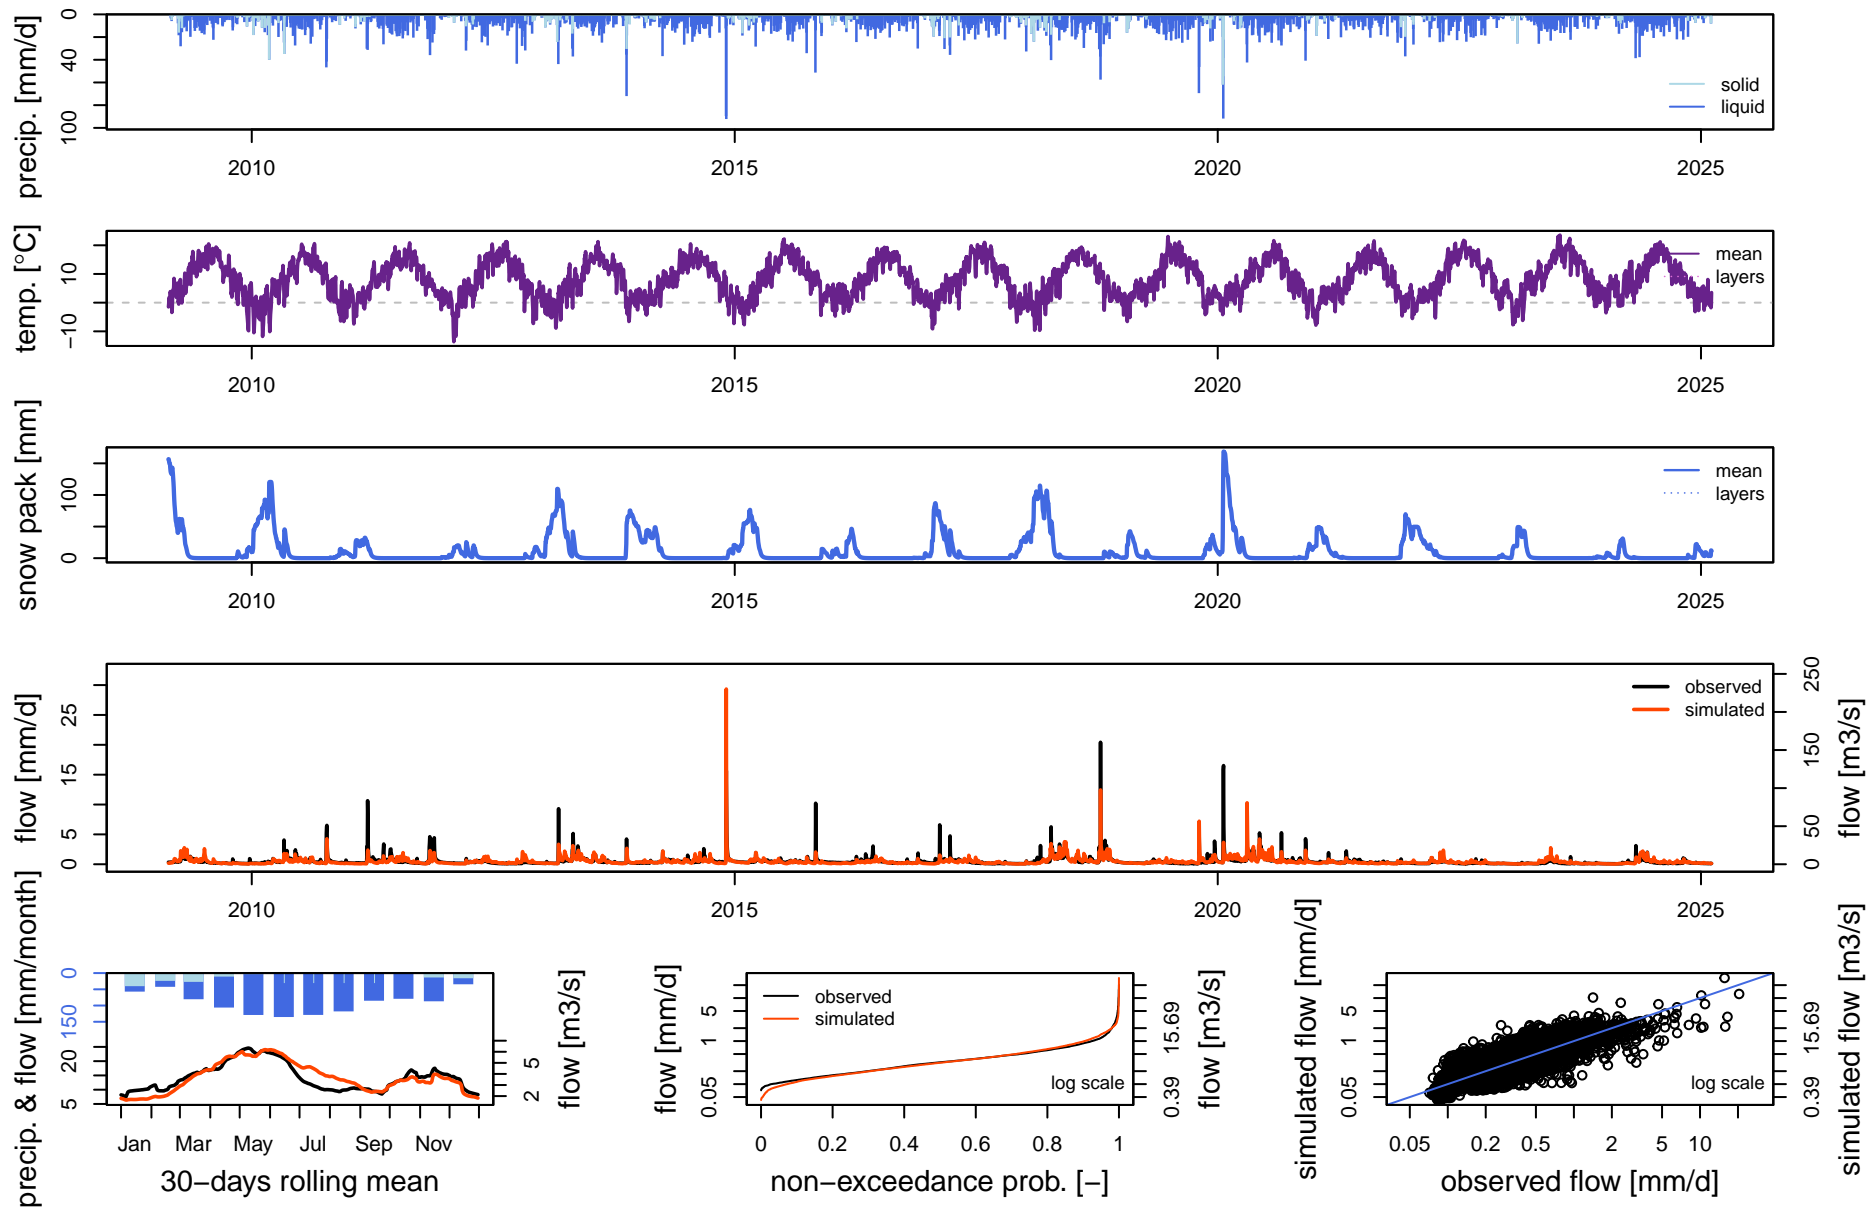 precip. [mm/d]
0
40
100
solid
liquid
2010 2015 2020 2025
temp. [°C]
10
−10
mean
layers
2010 2015 2020 2025
snow pack [mm]
100
0
mean
layers
2010 2015 2020 2025
flow [mm/d]
25
15
5
0
observed
simulated
250
150
50
0
flow [m3/s]
2010 2015 2020 2025
precip. & flow [mm/month]
0
150
20
5
5
2
flow [m3/s]
Jan Mar May Jul Sep Nov
30−days rolling mean
flow [mm/d]
5
1
0.05
observed
simulated
log scale
15.69
0.39
flow [m3/s]
0 0.2 0.4 0.6 0.8 1
non−exceedance prob. [−]
simulated flow [mm/d]
5
1
0.05
log scale
15.69
0.39
simulated flow [m3/s]
0.05 0.2 0.5 2 5 10
observed flow [mm/d]